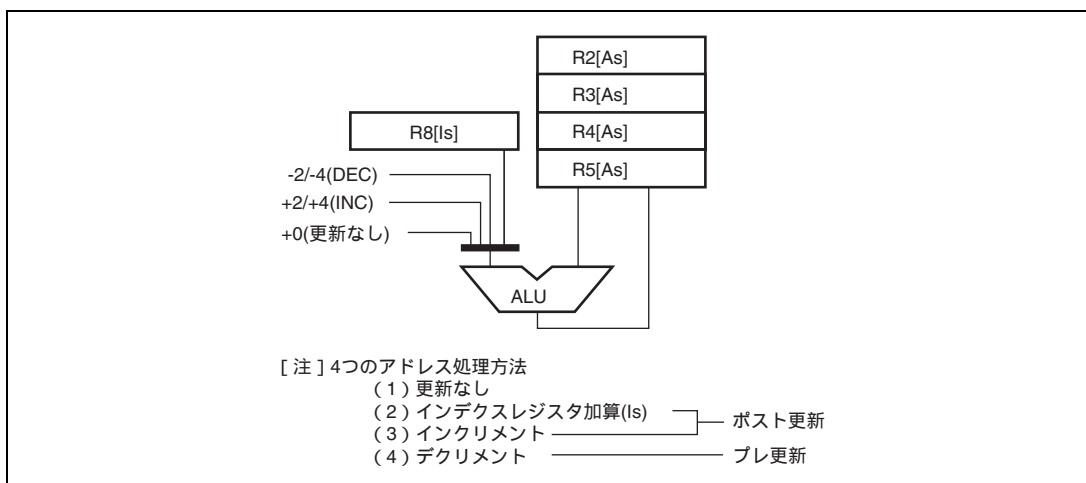 R2[As]
R3[As]
R8[Is]
R4[As]
R5[As]
-2/-4(DEC)
+2/+4(INC)
+0(更新なし)
ALU
[ 注 ] 4つのアドレス処理方法
( 1 ) 更新なし
( 2 ) インデクスレジスタ加算(Is)
ポスト更新
( 3 ) インクリメント
( 4 ) デクリメント
プレ更新